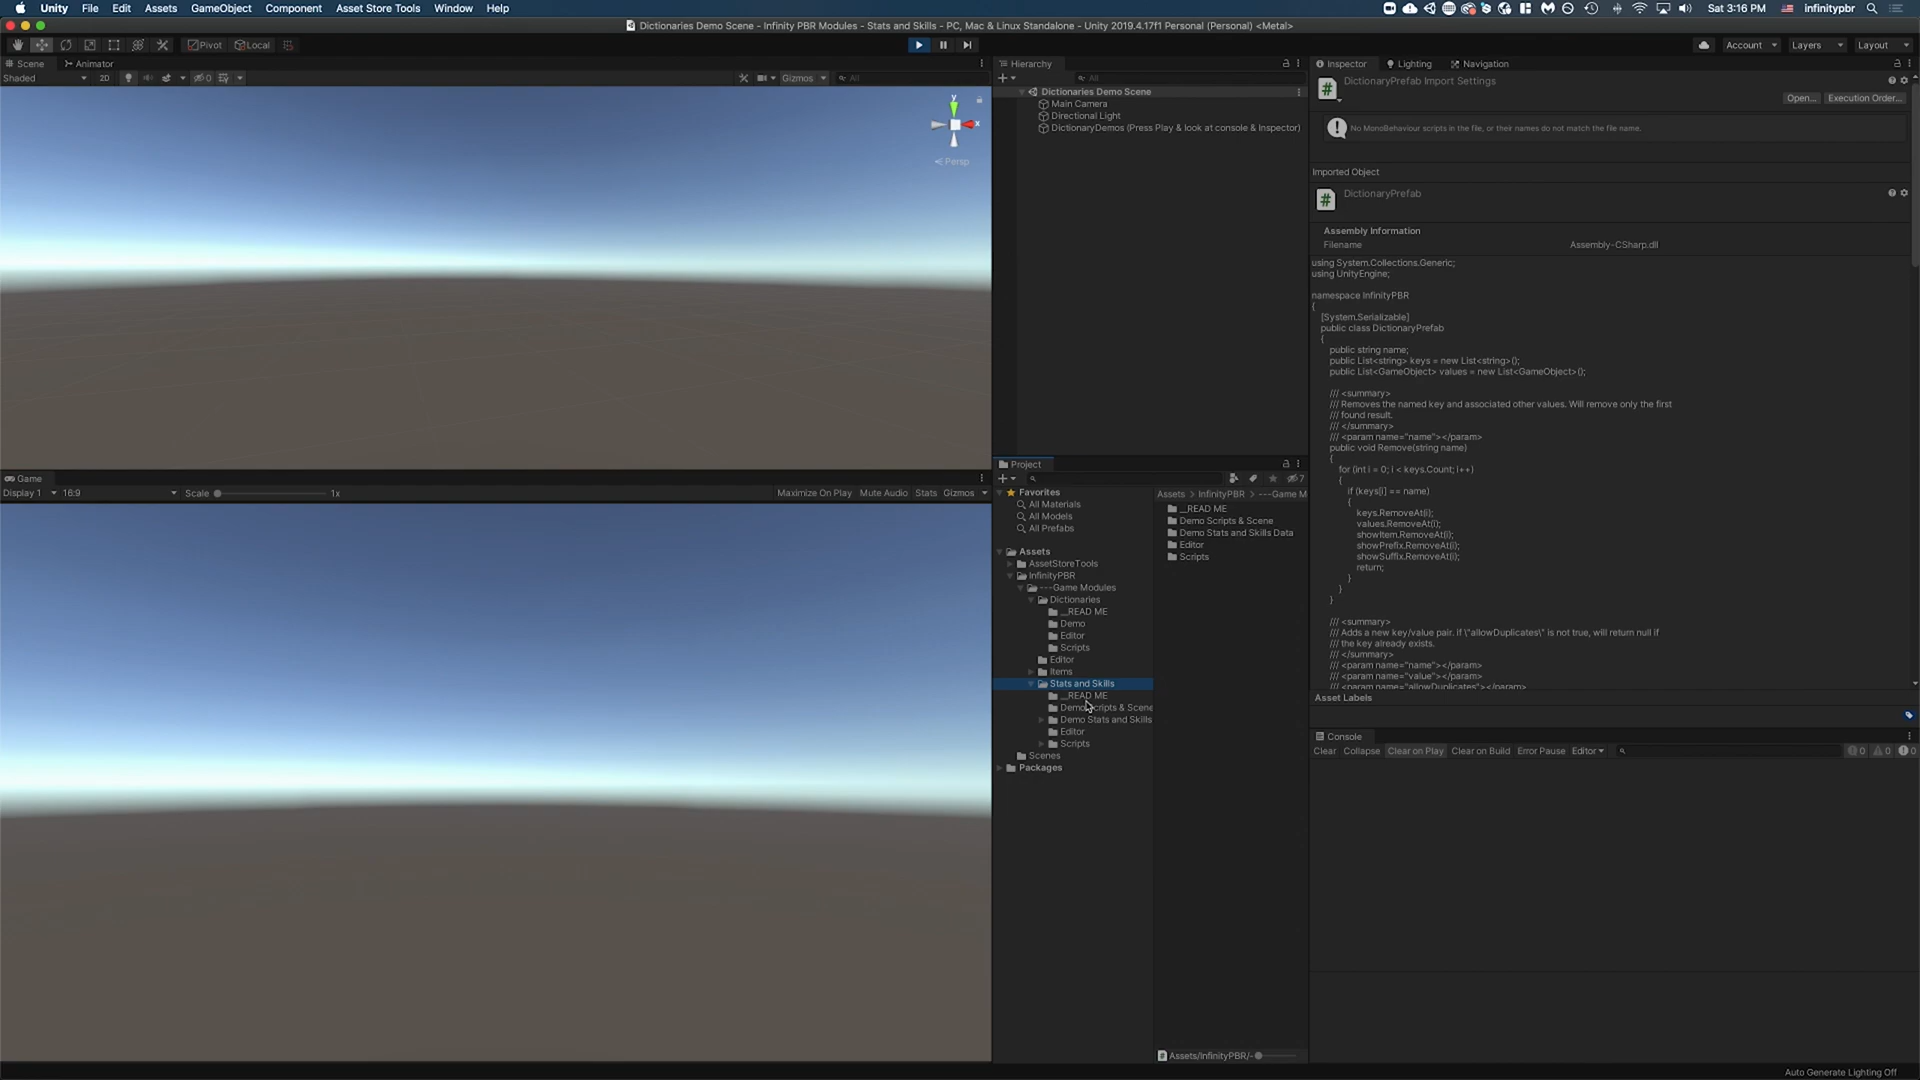 Unity File Edit Assets GameObject Component Asset Store Tools Window Help
Sat 3:16 PM infinitypbr
Dictionaries Demo Scene - Infinity PBR Modules - Stats and Skills - PC, Mac & Linux Standalone - Unity 2019.4.17f1 Personal (Personal) <Metal>
Pivot Local
Account Layers Layout
Scene Animator
Shaded 2D 0 Gizmos All
y
x
Persp
Game
Display 1 16:9 Scale 1x Maximize On Play Mute Audio Stats Gizmos
Hierarchy
All
Dictionaries Demo Scene
Main Camera
Directional Light
DictionaryDemos (Press Play & look at console & Inspector)
Project
7
Favorites
All Materials
All Models
All Prefabs
Assets
AssetStoreTools
InfinityPBR
---Game Modules
Dictionaries
__READ ME
Demo
Editor
Scripts
Editor
Items
Stats and Skills
__READ ME
Demo Scripts & Scene
Demo Stats and Skills
Editor
Scripts
Scenes
Packages
Assets > InfinityPBR > ---Game M
__READ ME
Demo Scripts & Scene
Demo Stats and Skills Data
Editor
Scripts
Assets/InfinityPBR/-
Inspector Lighting Navigation
DictionaryPrefab Import Settings
Open... Execution Order...
No MonoBehaviour scripts in the file, or their names do not match the file name.
Imported Object
DictionaryPrefab
Assembly Information
Filename Assembly-CSharp.dll
using System.Collections.Generic;
using UnityEngine;
namespace InfinityPBR
{
[System.Serializable]
public class DictionaryPrefab
{
public string name;
public List<string> keys = new List<string>();
public List<GameObject> values = new List<GameObject>();
/// <summary>
/// Removes the named key and associated other values. Will remove only the first
/// found result.
/// </summary>
/// <param name="name"></param>
public void Remove(string name)
{
for (int i = 0; i < keys.Count; i++)
{
if (keys[i] == name)
{
keys.RemoveAt(i);
values.RemoveAt(i);
showItem.RemoveAt(i);
showPrefix.RemoveAt(i);
showSuffix.RemoveAt(i);
return;
}
}
}
/// <summary>
/// Adds a new key/value pair. if \"allowDuplicates\" is not true, will return null if
/// the key already exists.
/// </summary>
/// <param name="name"></param>
/// <param name="value"></param>
/// <param name="allowDuplicates"></param>
Asset Labels
Console
Clear Collapse Clear on Play Clear on Build Error Pause Editor 0 0 0
Auto Generate Lighting Off